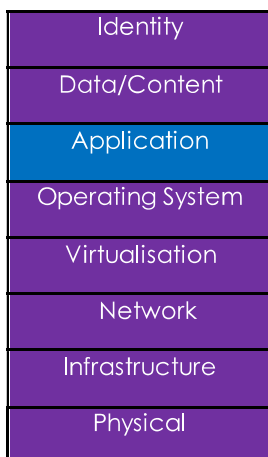 Identity
Data/Content
Application
Operating System
Virtualisation
Network
Infrastructure
Physical